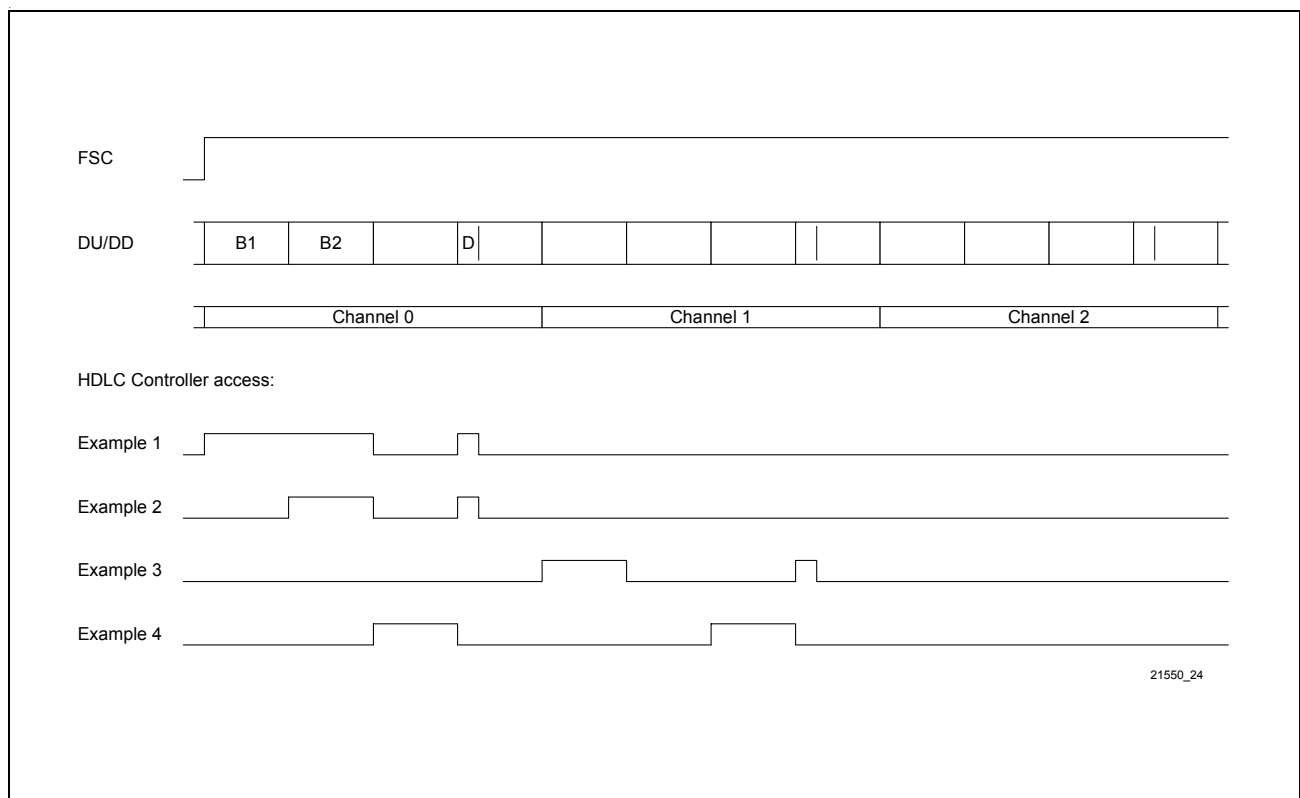 FSC
DU/DD B1 B2 D
Channel 0 Channel 1 Channel 2
HDLC Controller access:
Example 1
Example 2
Example 3
Example 4
21550_24